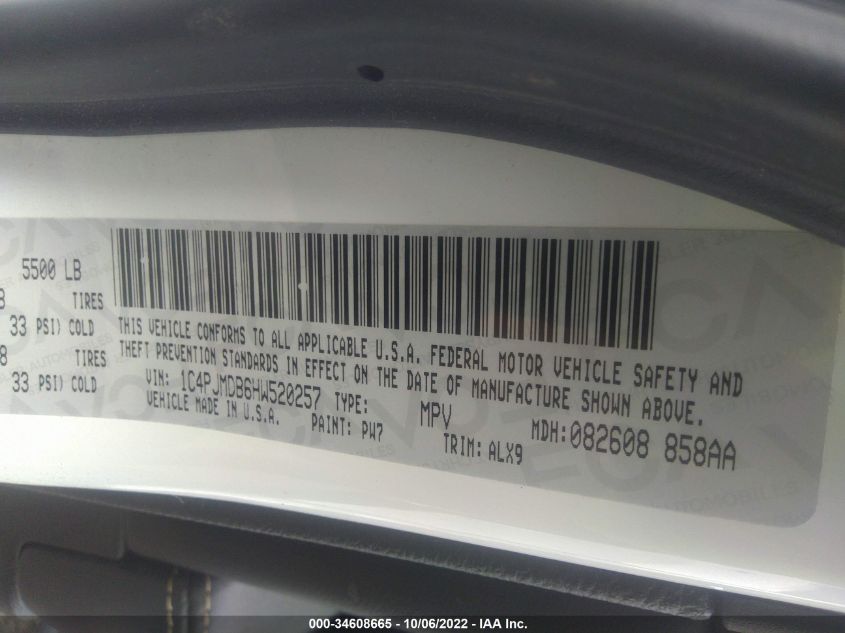 5500 LB
TIRES
33 PSI) COLD
TIRES
33 PSI) COLD
THIS VEHICLE CONFORMS TO ALL APPLICABLE U.S.A. FEDERAL MOTOR VEHICLE SAFETY AND
THEFT PREVENTION STANDARDS IN EFFECT ON THE DATE OF MANUFACTURE SHOWN ABOVE.
VIN: 1C4PJMDB6HW520257 TYPE: MPV MDH:082608 858AA
VEHICLE MADE IN U.S.A. PAINT: PW7 TRIM: ALX9
000-34608665 - 10/06/2022 - IAA Inc.